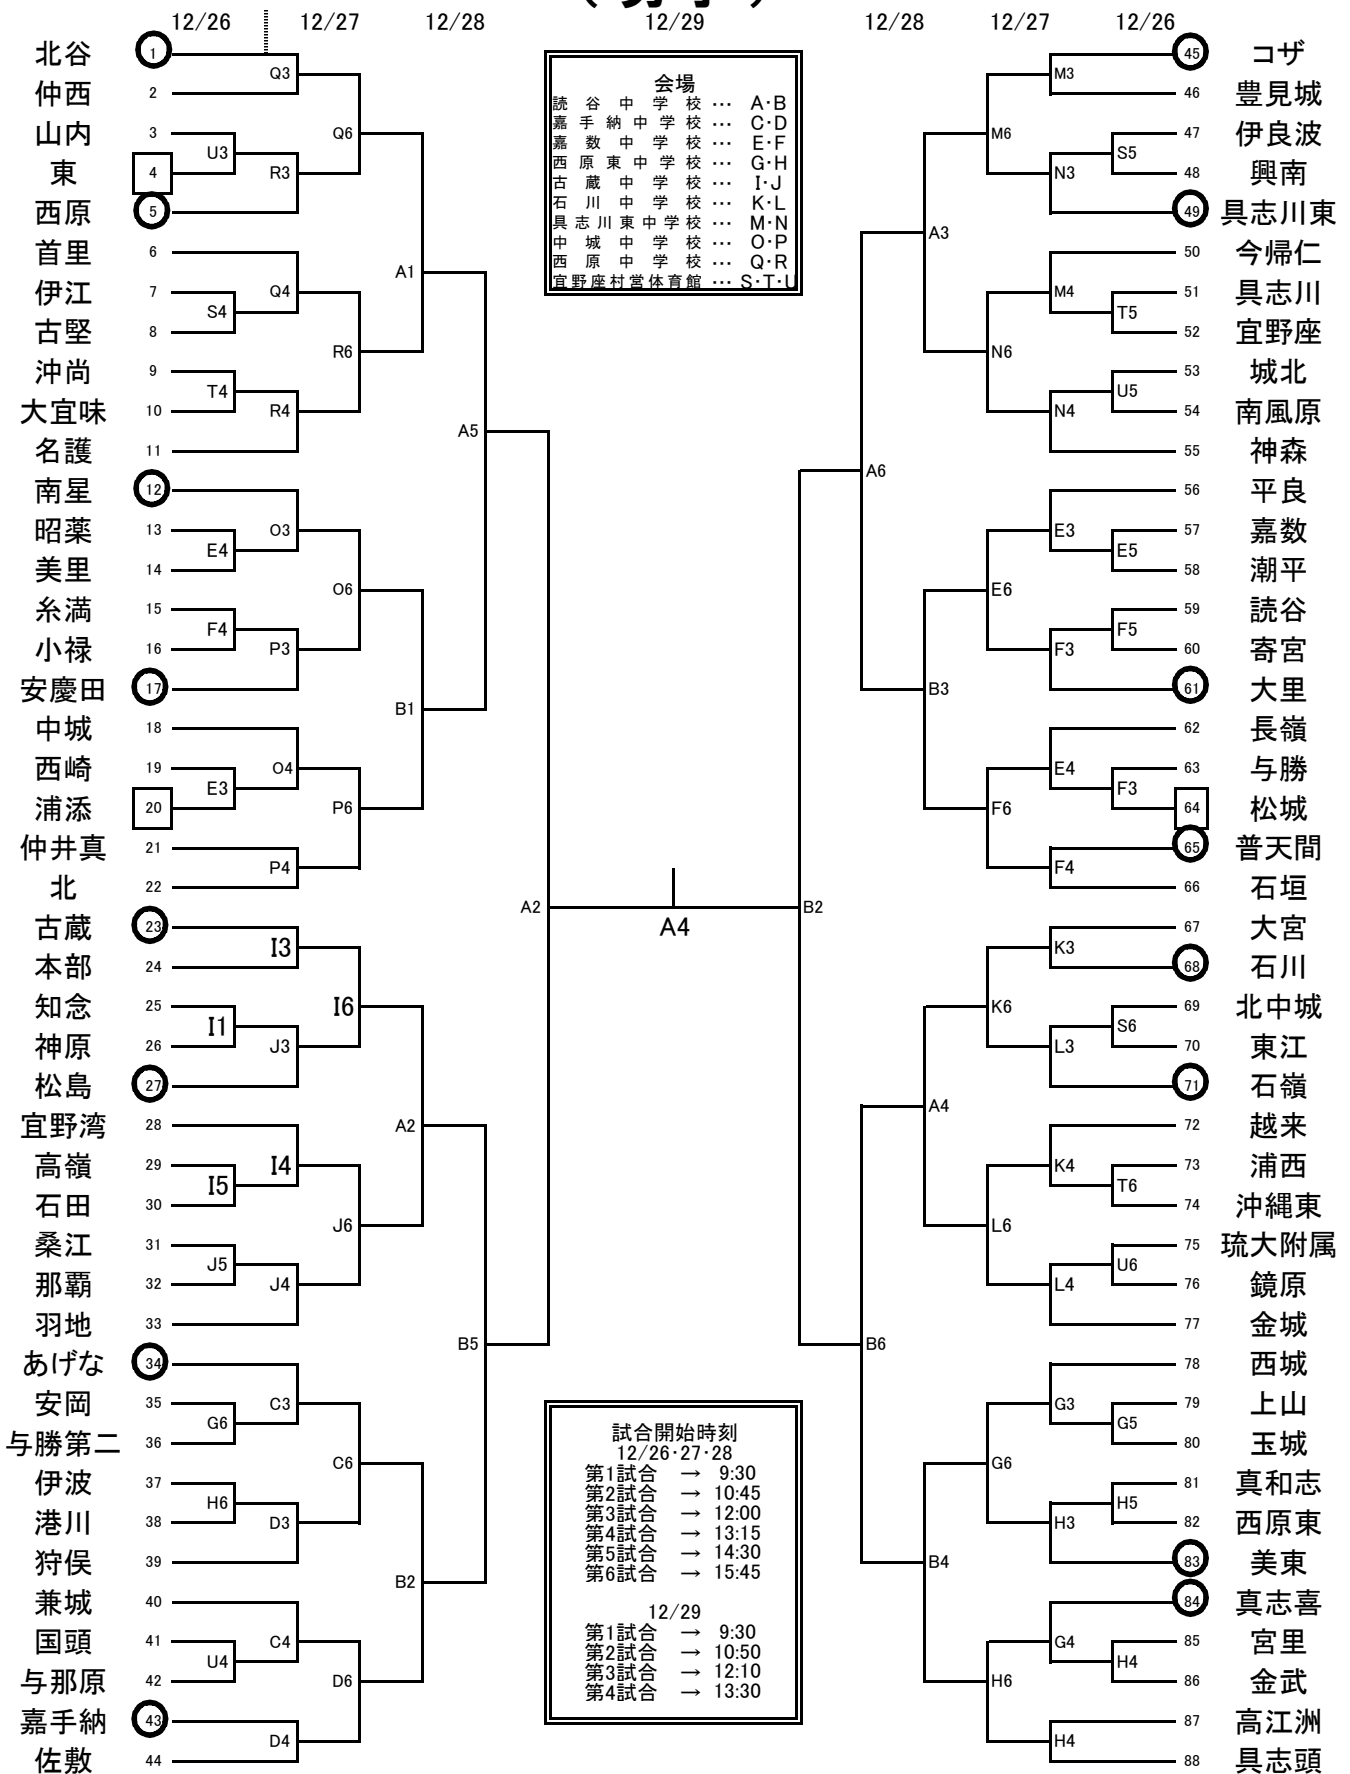 12/26 12/27 12/28 12/29 12/28 12/27 12/26
北谷 1
仲西 2
Q3
山内 3
東 4
U3
西原 5
R3
Q6
首里 6
伊江 7
古堅 8
S4
Q4
沖尚 9
大宜味 10
T4
名護 11
R4
R6
A1
南星 12
昭薬 13
美里 14
E4
O3
糸満 15
小禄 16
F4
安慶田 17
P3
O6
中城 18
西崎 19
浦添 20
E3
O4
仲井真 21
北 22
P4
P6
B1
A5
古蔵 23
本部 24
I3
知念 25
神原 26
I1
松島 27
J3
I6
宜野湾 28
高嶺 29
石田 30
I5
I4
桑江 31
那覇 32
J5
羽地 33
J4
J6
A2
あげな 34
安岡 35
与勝第二 36
G6
C3
伊波 37
港川 38
H6
狩俣 39
D3
C6
兼城 40
国頭 41
与那原 42
U4
C4
嘉手納 43
佐敷 44
D4
D6
B2
B5
A2
会場
読谷中学校 … A・B
嘉手納中学校 … C・D
嘉数中学校 … E・F
西原東中学校 … G・H
古蔵中学校 … I・J
石川中学校 … K・L
具志川東中学校 … M・N
中城中学校 … O・P
西原中学校 … Q・R
宜野座村営体育館 … S・T・U
A4
試合開始時刻
12/26・27・28
第1試合 → 9:30
第2試合 → 10:45
第3試合 → 12:00
第4試合 → 13:15
第5試合 → 14:30
第6試合 → 15:45
12/29
第1試合 → 9:30
第2試合 → 10:50
第3試合 → 12:10
第4試合 → 13:30
45 コザ
46 豊見城
M3
47 伊良波
48 興南
S5
49 具志川東
N3
M6
50 今帰仁
51 具志川
52 宜野座
T5
M4
53 城北
54 南風原
U5
55 神森
N4
N6
A3
56 平良
57 嘉数
58 潮平
E5
E3
59 読谷
60 寄宮
F5
61 大里
F3
E6
62 長嶺
63 与勝
64 松城
F3
E4
65 普天間
66 石垣
F4
F6
B3
A6
67 大宮
68 石川
K3
69 北中城
70 東江
S6
71 石嶺
L3
K6
72 越来
73 浦西
74 沖縄東
T6
K4
75 琉大附属
76 鏡原
U6
77 金城
L4
L6
A4
78 西城
79 上山
80 玉城
G5
G3
81 真和志
82 西原東
H5
83 美東
H3
G6
84 真志喜
85 宮里
86 金武
H4
G4
87 高江洲
88 具志頭
H4
H6
B4
B6
B2